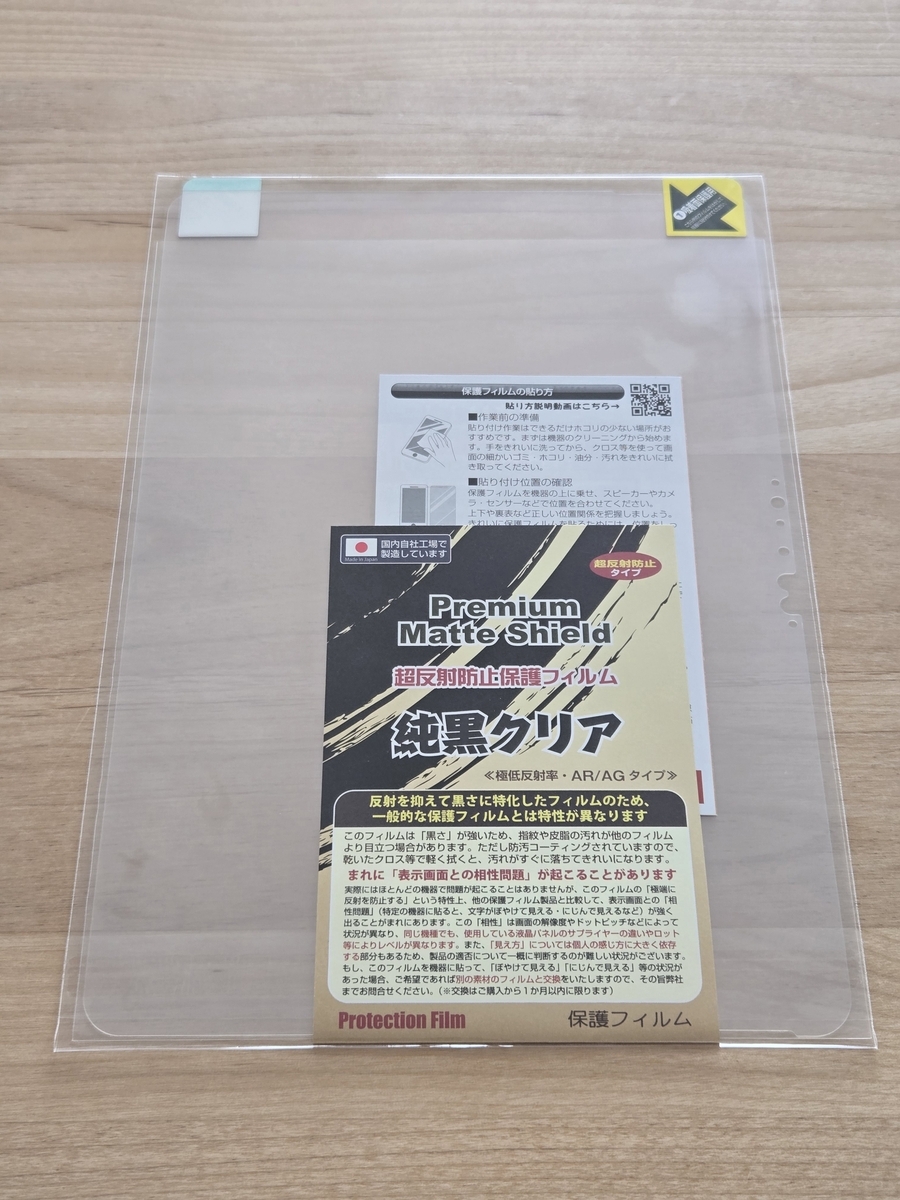 保護フィルムの貼り方
貼り方説明動画はこちら→
■作業前の準備
貼り付け作業はできるだけホコリの少ない場所がお
すすめです。まずは機器のクリーニングから始めま
す。手をきれいに洗ってから、クロス等を使って画
面の細かいゴミ・ホコリ・油分・汚れをきれいに拭
き取ってください。
■貼り付け位置の確認
保護フィルムを機器の上に乗せ、スピーカーやカメ
ラ・センサーなどで位置を合わせてください。
上下や裏表など正しい位置関係を把握しましょう。
きれいに保護フィルムを貼るためには、位置をしっ
Made in Japan
国内自社工場で
製造しています
超反射防止
タイプ
Premium
Matte Shield
超反射防止保護フィルム
純黒クリア
≪極低反射率・AR/AG タイプ≫
反射を抑えて黒さに特化したフィルムのため、
一般的な保護フィルムとは特性が異なります
このフィルムは「黒さ」が強いため、指紋や皮脂の汚れが他のフィルム
より目立つ場合があります。ただし防汚コーティングされていますので、
乾いたクロス等で軽く拭くと、汚れがすぐに落ちてきれいになります。
まれに「表示画面との相性問題」が起こることがあります
実際にはほとんどの機器で問題が起こることはありませんが、このフィルムの「極端に
反射を防止する」という特性上、他の保護フィルム製品と比較して、表示画面との「相
性問題」（特定の機器に貼ると、文字がぼやけて見える・にじんで見えるなど）が強く
出ることがまれにあります。この「相性」は画面の解像度やドットピッチなどによって
状況が異なり、同じ機種でも、使用している液晶パネルのサプライヤーの違いやロット
等によりレベルが異なります。また、「見え方」については個人の感じ方に大きく依存
する部分もあるため、製品の適否について一概に判断するのが難しい状況がございます。
もし、このフィルムを機器に貼って、「ぼやけて見える」「にじんで見える」等の状況が
あった場合、ご希望であれば別の素材のフィルムと交換をいたしますので、その旨弊社
までお問合せください。（※交換はご購入から１か月以内に限ります）
Protection Film
保護フィルム